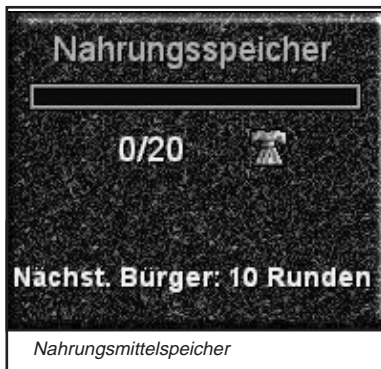 Nahrungsspeicher
0/20
Nächst. Bürger: 10 Runden
Nahrungsmittelspeicher